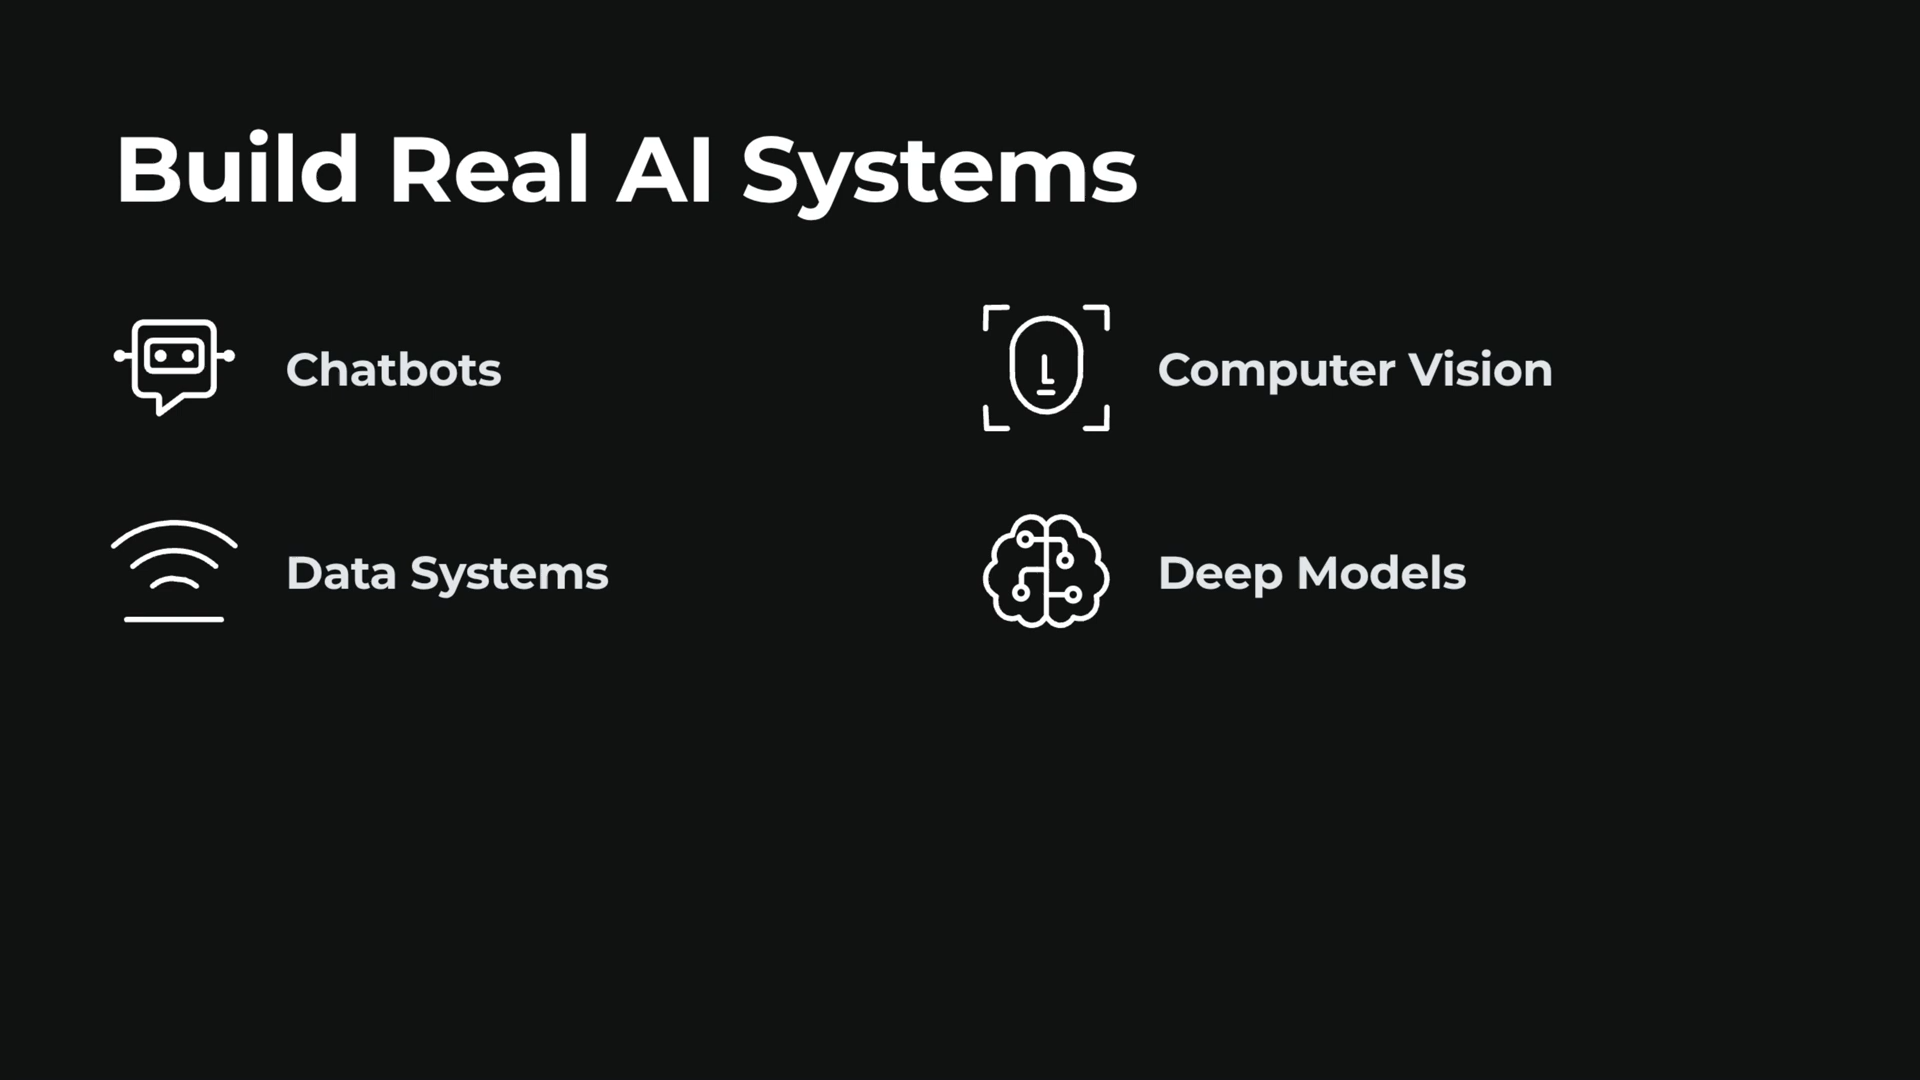 Build Real AI Systems
Chatbots
Computer Vision
Data Systems
Deep Models